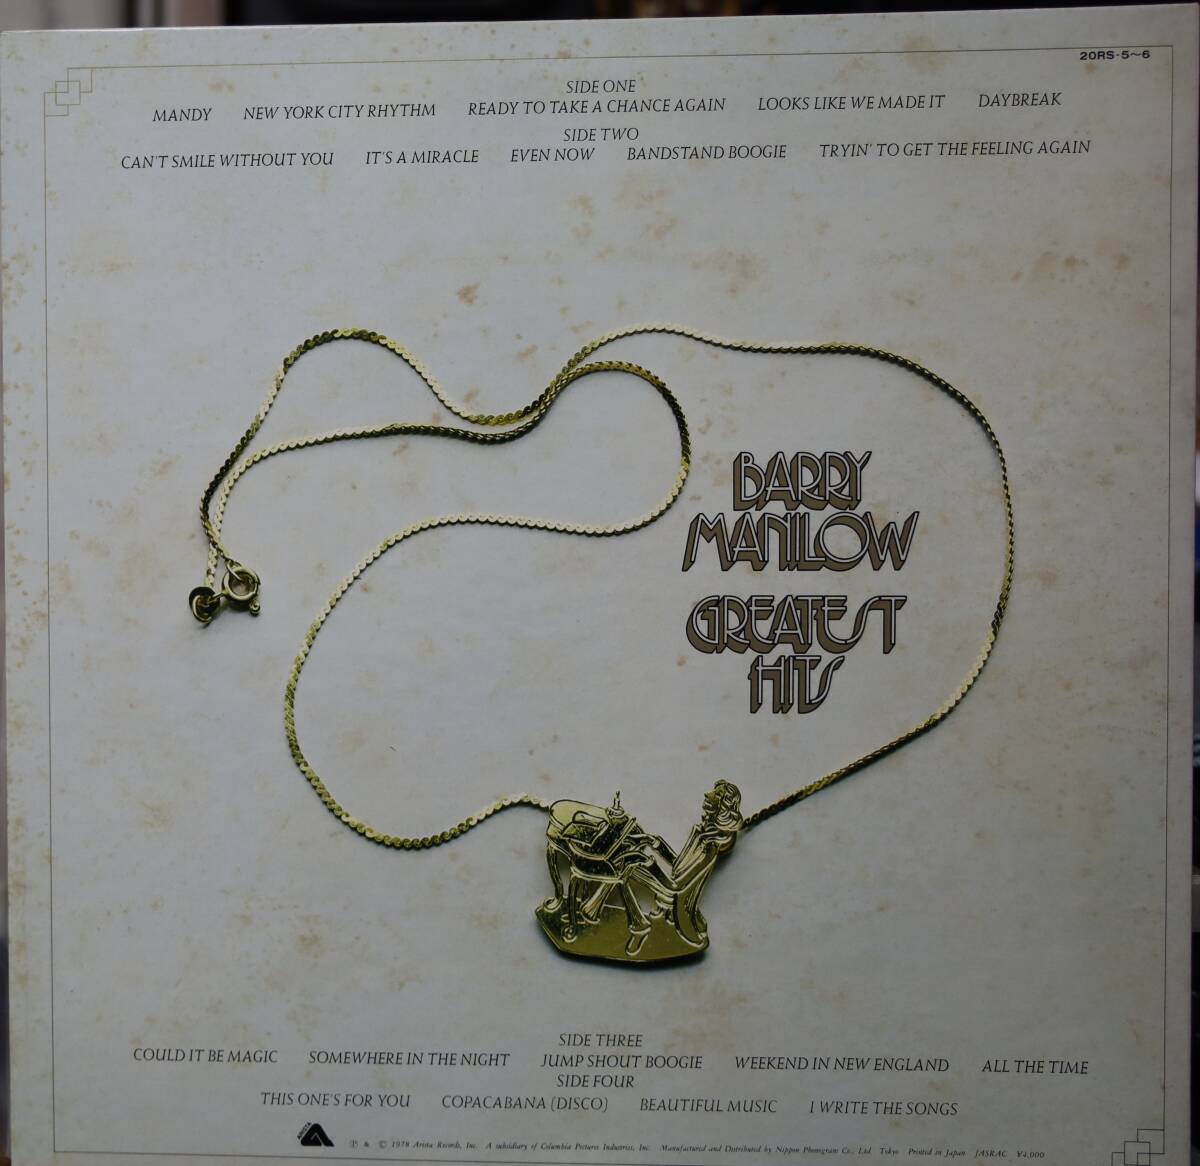 20RS-5~6
SIDE ONE
MANDY NEW YORK CITY RHYTHM READY TO TAKE A CHANCE AGAIN LOOKS LIKE WE MADE IT DAYBREAK
SIDE TWO
CAN'T SMILE WITHOUT YOU IT'S A MIRACLE EVEN NOW BANDSTAND BOOGIE TRYIN' TO GET THE FEELING AGAIN
BARRY
MANILOW
GREATEST
HITS
SIDE THREE
COULD IT BE MAGIC SOMEWHERE IN THE NIGHT JUMP SHOUT BOOGIE WEEKEND IN NEW ENGLAND ALL THE TIME
SIDE FOUR
THIS ONE'S FOR YOU COPACABANA (DISCO) BEAUTIFUL MUSIC I WRITE THE SONGS
ARISTA
℗ & © 1978 Arista Records, Inc. A subsidiary of Columbia Pictures Industries, Inc. Manufactured and Distributed by Nippon Phonogram Co., Ltd. Tokyo Printed in Japan JASRAC ¥4,000